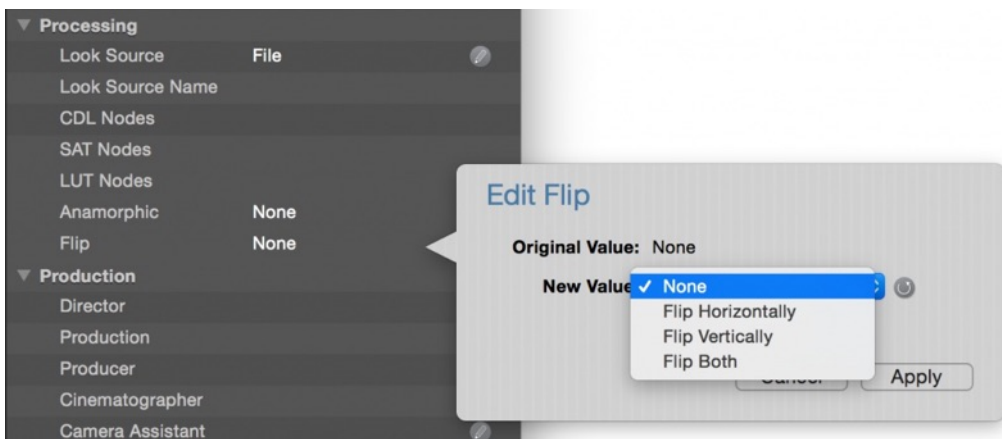 Processing
Look Source File
Look Source Name
CDL Nodes
SAT Nodes
LUT Nodes
Anamorphic None
Flip None
Production
Director
Production
Producer
Cinematographer
Camera Assistant
Edit Flip
Original Value: None
New Value
✓ None
Flip Horizontally
Flip Vertically
Flip Both
Cancel Apply